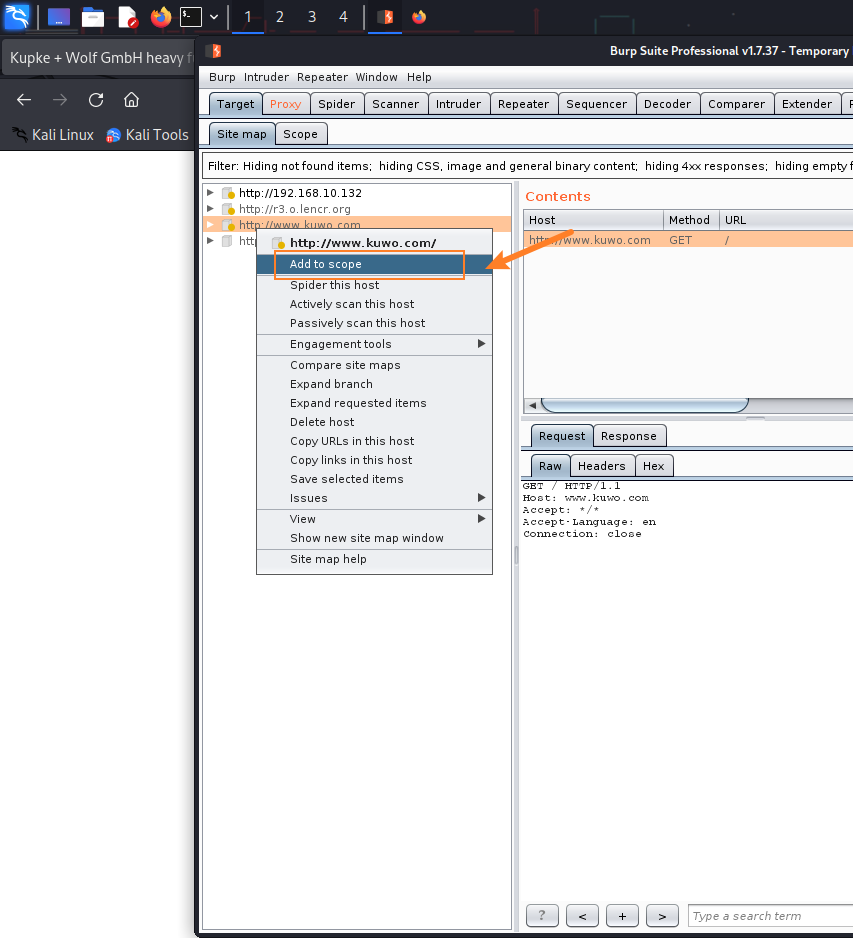 1 2 3 4
Kupke + Wolf GmbH heavy f
Burp Suite Professional v1.7.37 - Temporary
Burp Intruder Repeater Window Help
Kali Linux Kali Tools
Target Proxy Spider Scanner Intruder Repeater Sequencer Decoder Comparer Extender
Site map Scope
Filter: Hiding not found items; hiding CSS, image and general binary content; hiding 4xx responses; hiding empty f
http://192.168.10.132
http://r3.o.lencr.org
http://www.kuwo.com
http://www.kuwo.com/
Add to scope
Spider this host
Actively scan this host
Passively scan this host
Engagement tools
Compare site maps
Expand branch
Expand requested items
Delete host
Copy URLs in this host
Copy links in this host
Save selected items
Issues
View
Show new site map window
Site map help
Contents
Host Method URL
http://www.kuwo.com GET /
Request Response
Raw Headers Hex
GET / HTTP/1.1
Host: www.kuwo.com
Accept: */*
Accept-Language: en
Connection: close
? < + > Type a search term